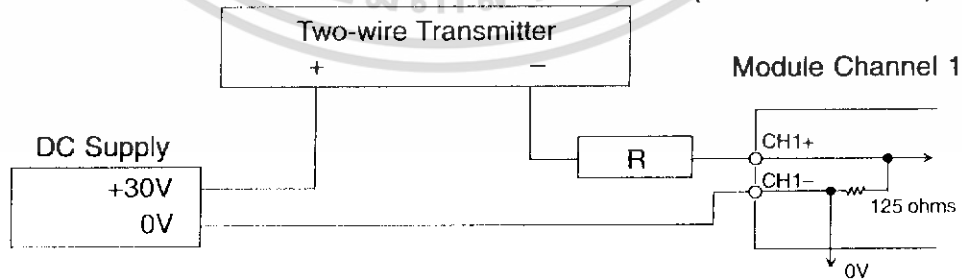 Two-wire Transmitter
+ −
Module Channel 1
DC Supply
+30V
0V
R
CH1+
CH1−
125 ohms
0V